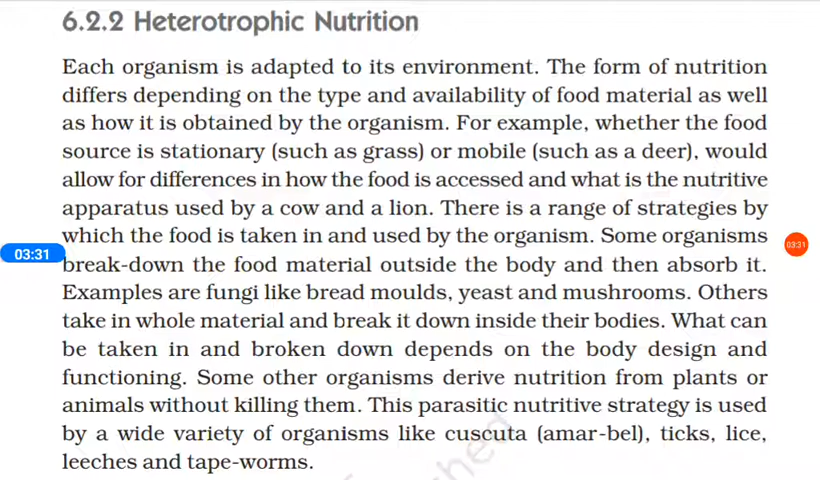 6.2.2 Heterotrophic Nutrition
Each organism is adapted to its environment. The form of nutrition
differs depending on the type and availability of food material as well
as how it is obtained by the organism. For example, whether the food
source is stationary (such as grass) or mobile (such as a deer), would
allow for differences in how the food is accessed and what is the nutritive
apparatus used by a cow and a lion. There is a range of strategies by
which the food is taken in and used by the organism. Some organisms
03:31
03:31
break-down the food material outside the body and then absorb it.
Examples are fungi like bread moulds, yeast and mushrooms. Others
take in whole material and break it down inside their bodies. What can
be taken in and broken down depends on the body design and
functioning. Some other organisms derive nutrition from plants or
animals without killing them. This parasitic nutritive strategy is used
by a wide variety of organisms like cuscuta (amar-bel), ticks, lice,
leeches and tape-worms.